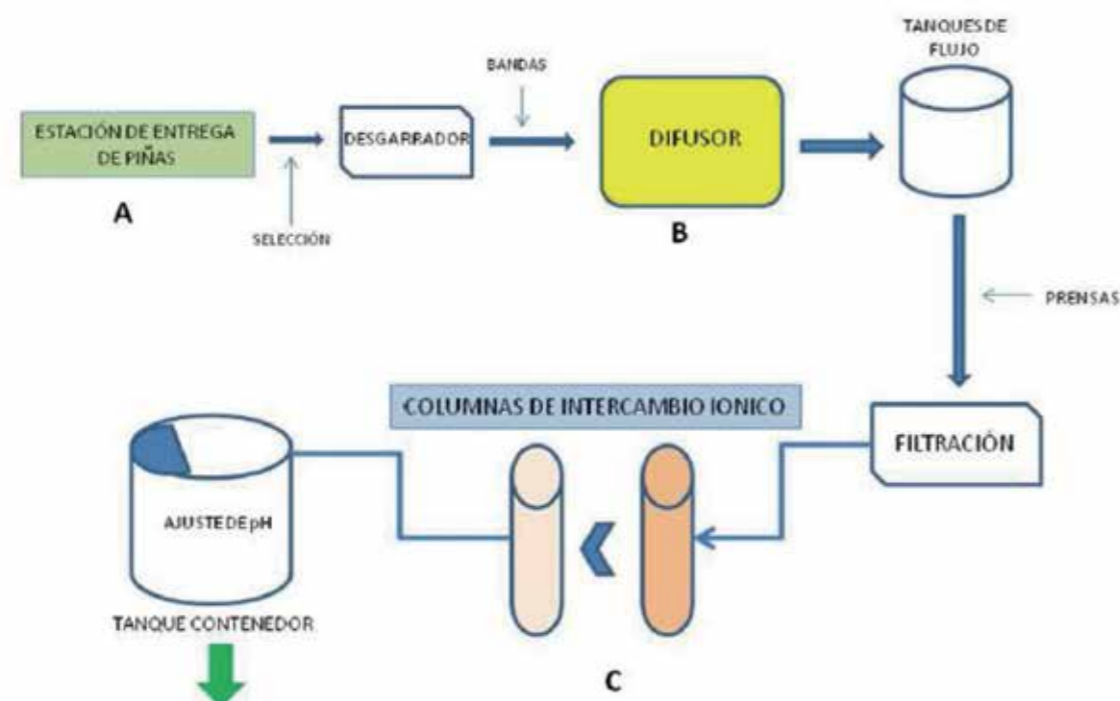 ESTACIÓN DE ENTREGA
DE PIÑAS
A
SELECCIÓN
DESGARRADOR
BANDAS
DIFUSOR
B
TANQUES DE
FLUJO
PRENSAS
FILTRACIÓN
COLUMNAS DE INTERCAMBIO IONICO
C
AJUSTE DE pH
TANQUE CONTENEDOR